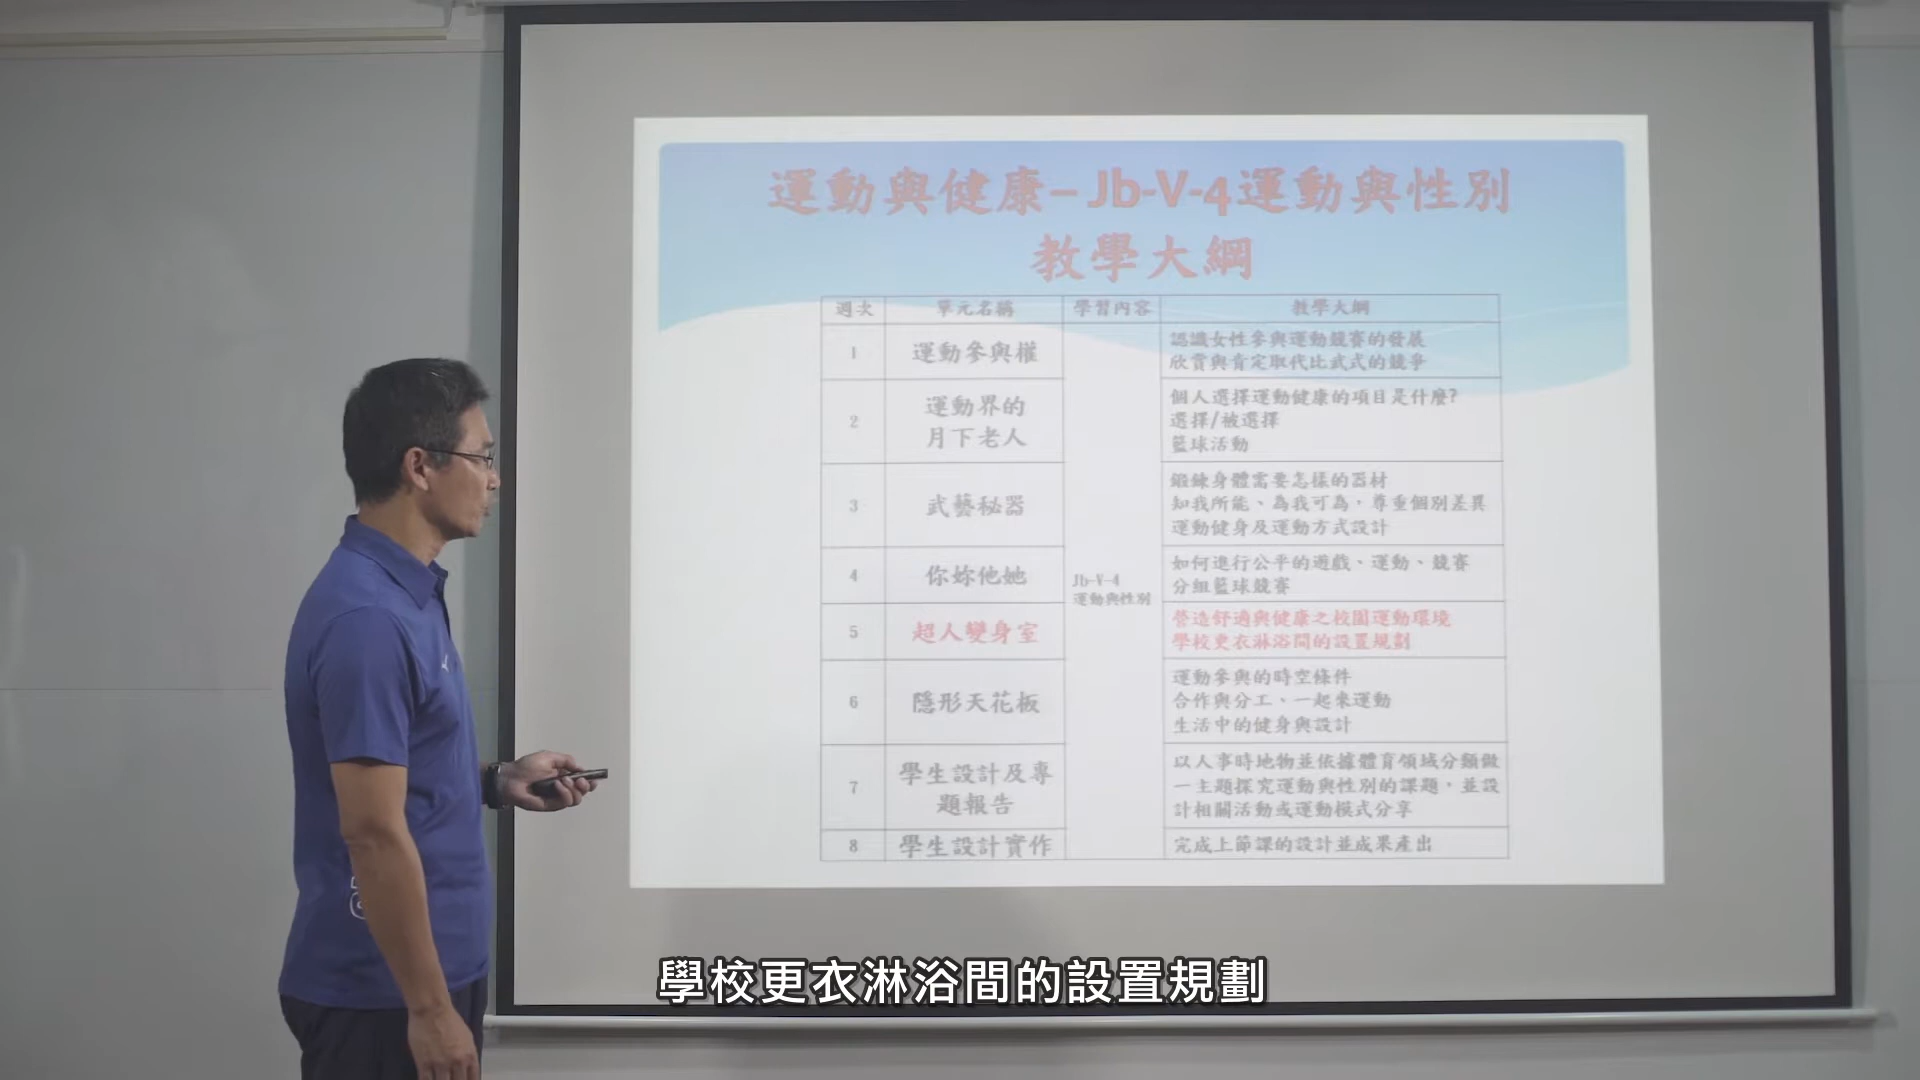 運動與健康–Jb-V-4運動與性別
教學大綱
週次 單元名稱 學習內容 教學大綱
1 運動參與權
認識女性參與運動競賽的發展
欣賞與肯定取代比武式的競爭
2 運動界的
月下老人
個人選擇運動健康的項目是什麼?
選擇/被選擇
籃球活動
3 武藝秘器
鍛鍊身體需要怎樣的器材
知我所能、為我可為,尊重個別差異
運動健身及運動方式設計
4 你妳他她
如何進行公平的遊戲、運動、競賽
分組籃球競賽
Jb-V-4
運動與性別
5 超人變身室
營造舒適與健康之校園運動環境
學校更衣淋浴間的設置規劃
6 隱形天花板
運動參與的時空條件
合作與分工、一起來運動
生活中的健身與設計
7 學生設計及專
題報告
以人事時地物並依據體育領域分類做
一主題探究運動與性別的課題,並設
計相關活動或運動模式分享
8 學生設計實作
完成上節課的設計並成果產出
學校更衣淋浴間的設置規劃